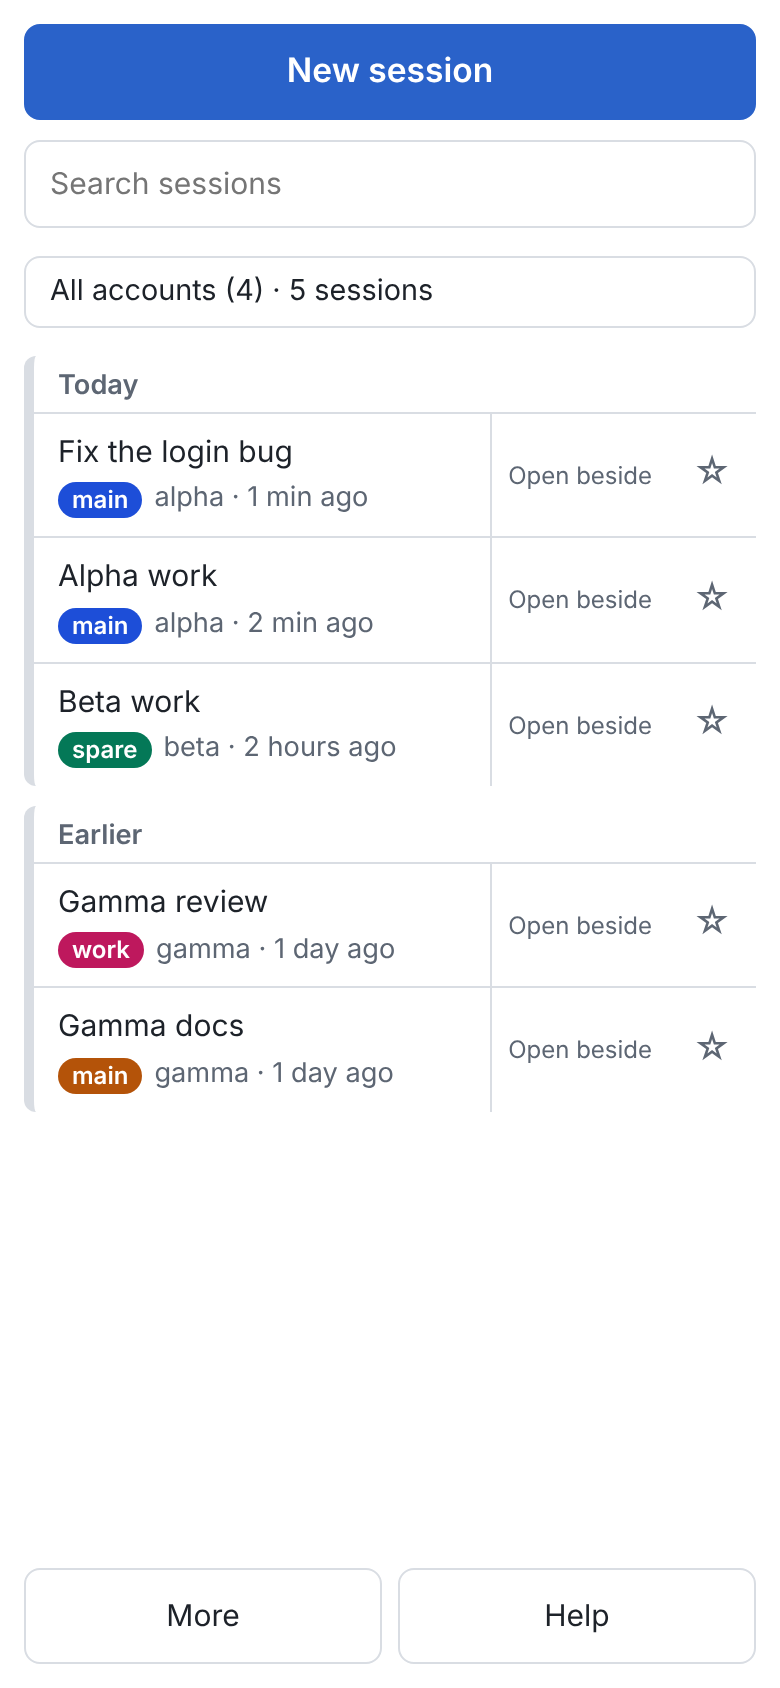 New session
Search sessions
All accounts (4) · 5 sessions
Today
Fix the login bug
main alpha · 1 min ago
Open beside ☆
Alpha work
main alpha · 2 min ago
Open beside ☆
Beta work
spare beta · 2 hours ago
Open beside ☆
Earlier
Gamma review
work gamma · 1 day ago
Open beside ☆
Gamma docs
main gamma · 1 day ago
Open beside ☆
More
Help